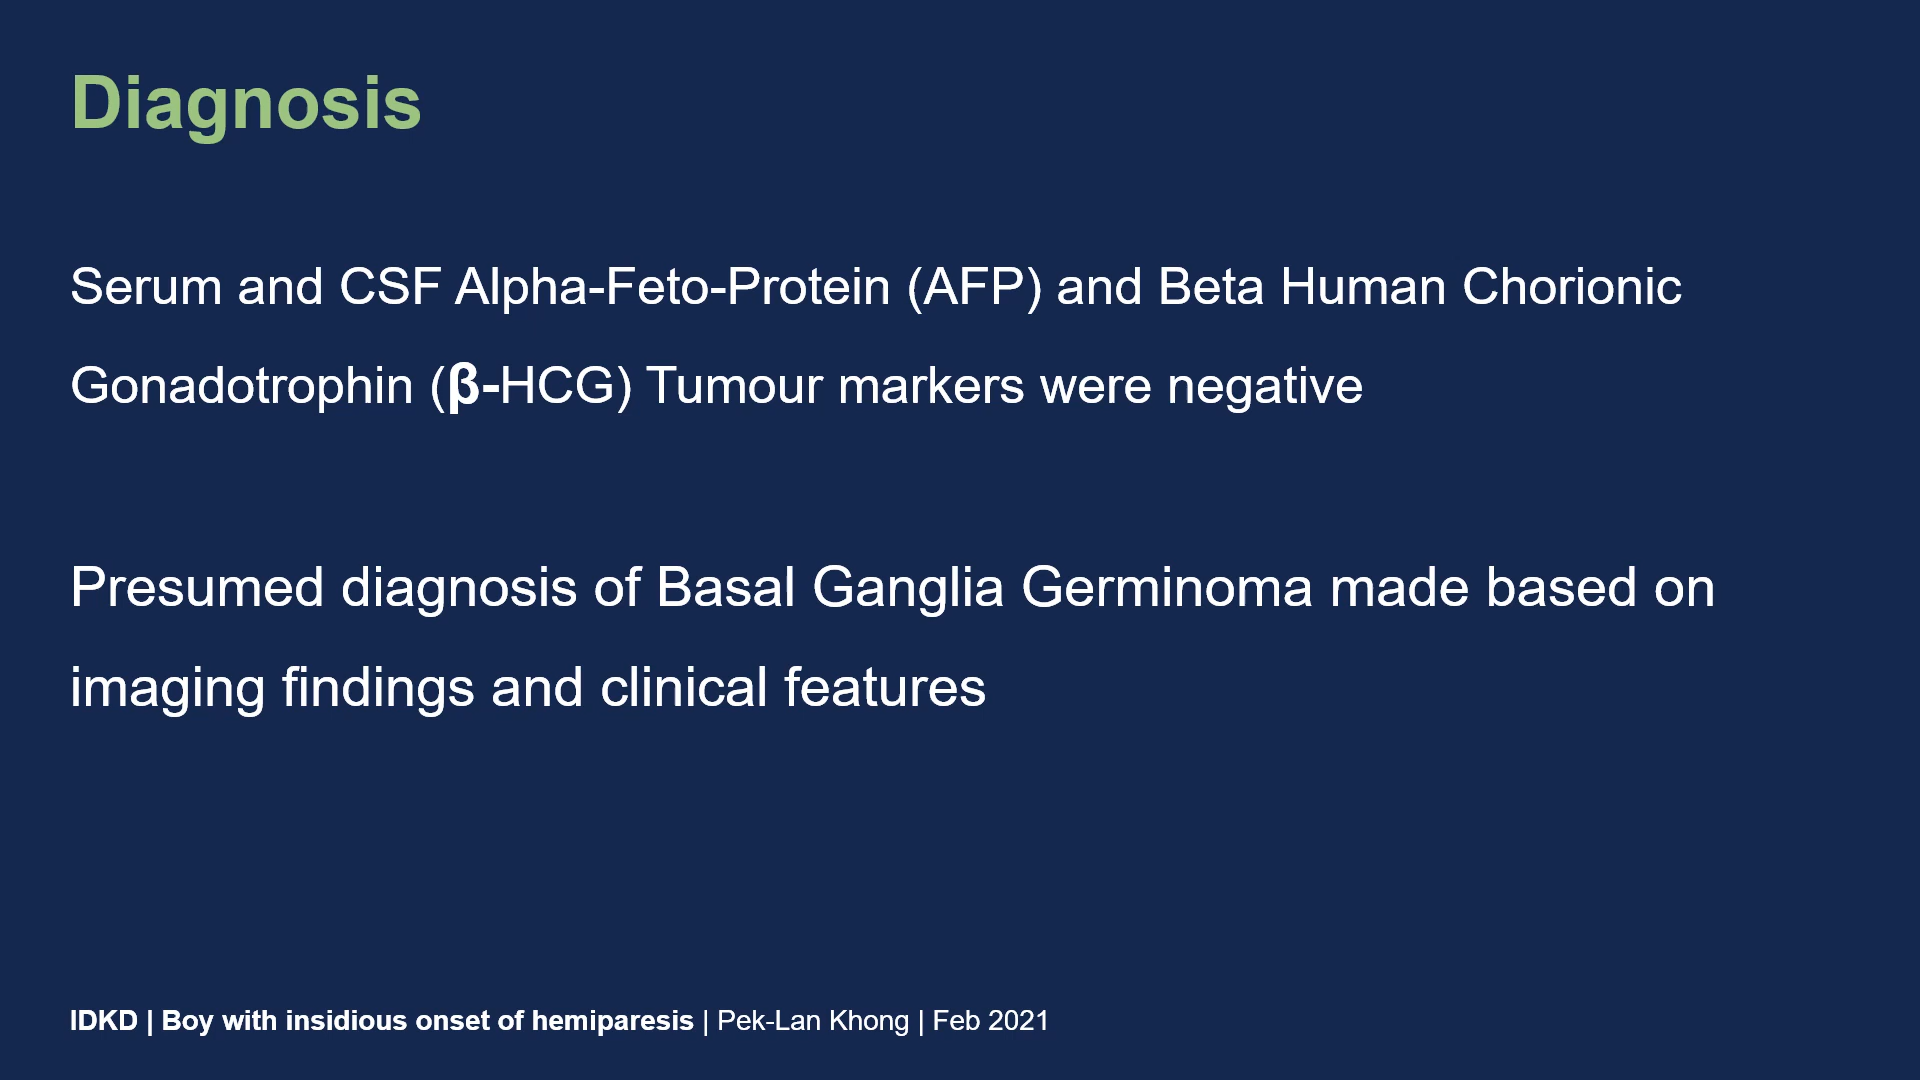 Diagnosis
Serum and CSF Alpha-Feto-Protein (AFP) and Beta Human Chorionic
Gonadotrophin (β-HCG) Tumour markers were negative
Presumed diagnosis of Basal Ganglia Germinoma made based on
imaging findings and clinical features
IDKD | Boy with insidious onset of hemiparesis | Pek-Lan Khong | Feb 2021